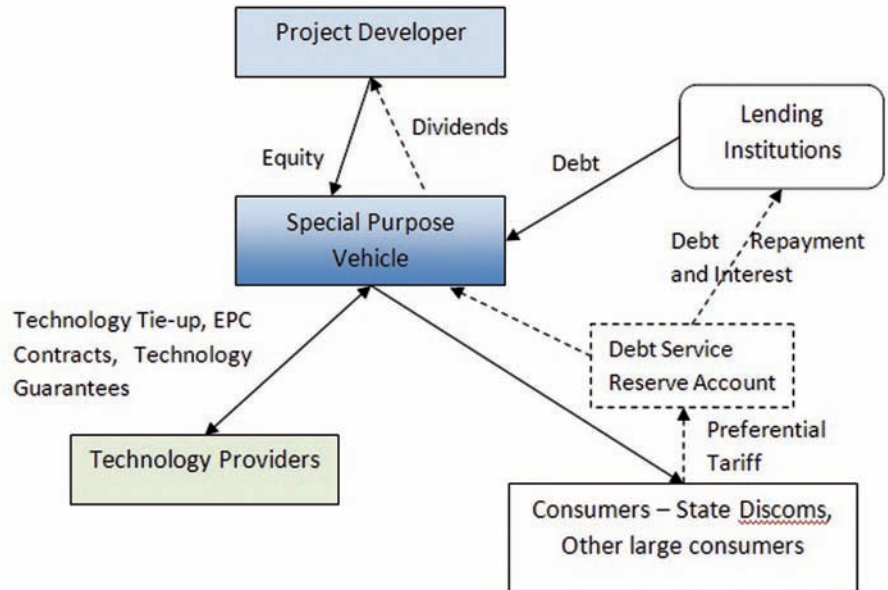 Project Developer
Dividends
Equity
Lending
Institutions
Debt
Special Purpose
Vehicle
Debt Repayment
and Interest
Technology Tie-up, EPC
Contracts, Technology
Guarantees
Debt Service
Reserve Account
Preferential
Tariff
Technology Providers
Consumers – State Discoms,
Other large consumers